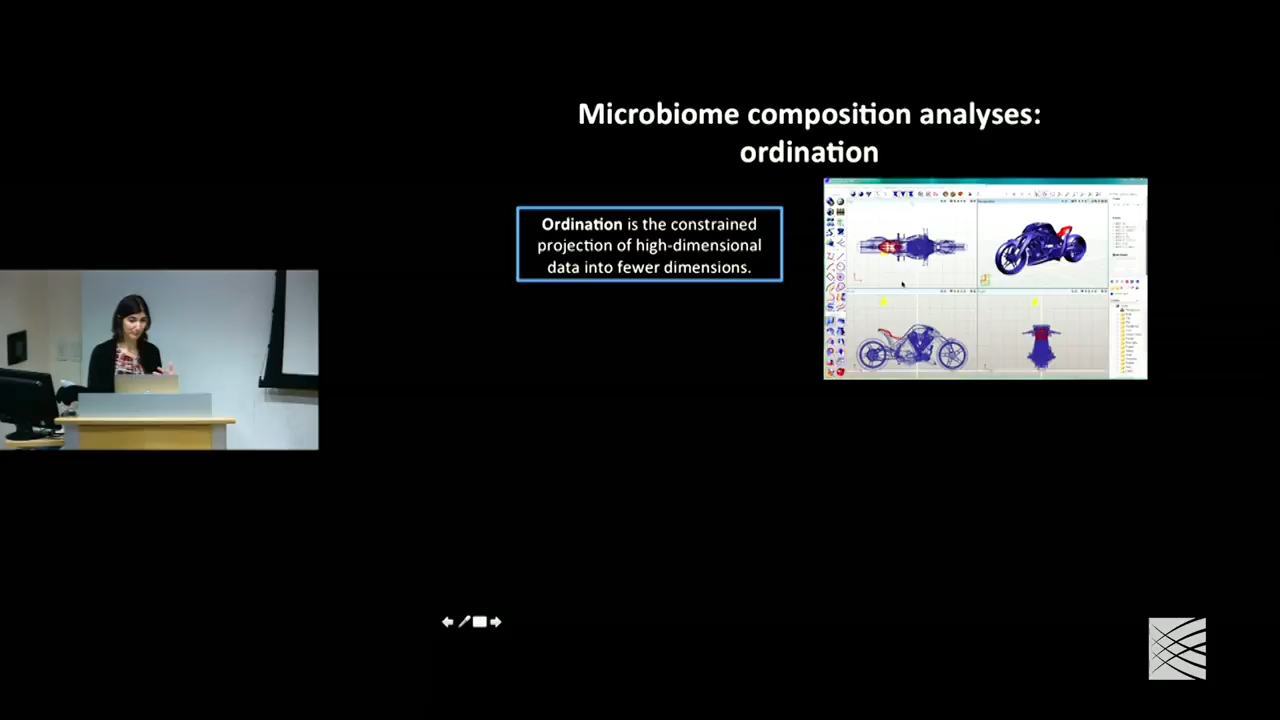 Microbiome composition analyses:
ordination
Ordination is the constrained
projection of high-dimensional
data into fewer dimensions.